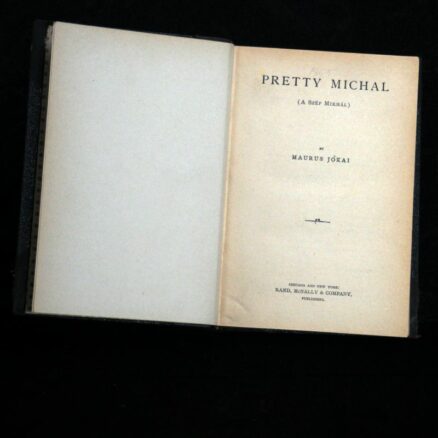 PRETTY MICHAL
(A SZÉP MIKHÁL)
BY
MAURUS JÓKAI
CHICAGO AND NEW YORK:
RAND, McNALLY & COMPANY,
PUBLISHERS.